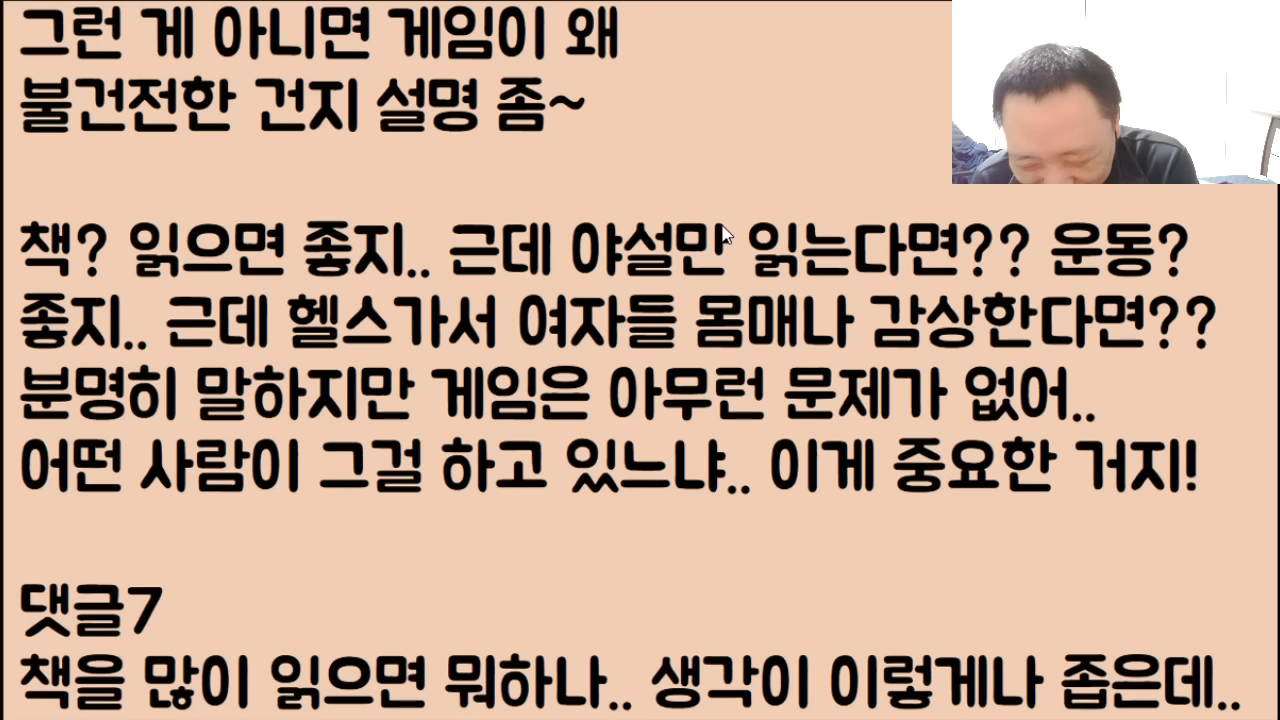 그런 게 아니면 게임이 왜
불건전한 건지 설명 좀~
책? 읽으면 좋지.. 근데 야설만 읽는다면?? 운동?
좋지.. 근데 헬스가서 여자들 몸매나 감상한다면??
분명히 말하지만 게임은 아무런 문제가 없어..
어떤 사람이 그걸 하고 있느냐.. 이게 중요한 거지!
댓글7
책을 많이 읽으면 뭐하나.. 생각이 이렇게나 좁은데..